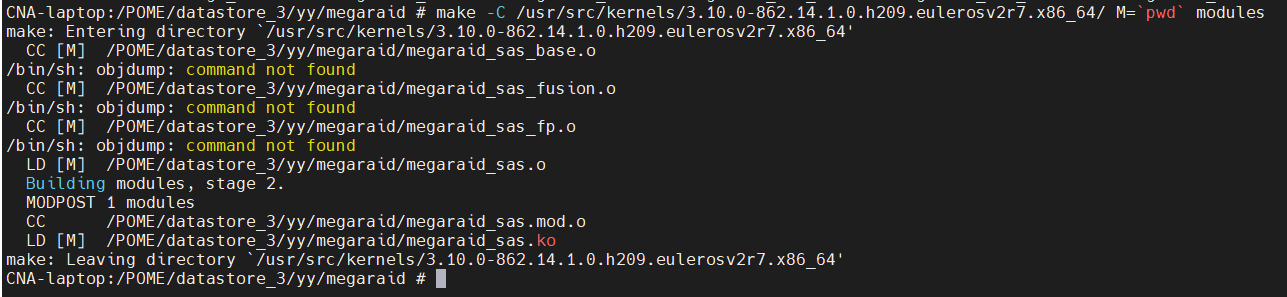 CNA-laptop:/POME/datastore_3/yy/megaraid # make -C /usr/src/kernels/3.10.0-862.14.1.0.h209.eulerosv2r7.x86_64/ M=`pwd` modules
make: Entering directory `/usr/src/kernels/3.10.0-862.14.1.0.h209.eulerosv2r7.x86_64'
  CC [M]  /POME/datastore_3/yy/megaraid/megaraid_sas_base.o
/bin/sh: objdump: command not found
  CC [M]  /POME/datastore_3/yy/megaraid/megaraid_sas_fusion.o
/bin/sh: objdump: command not found
  CC [M]  /POME/datastore_3/yy/megaraid/megaraid_sas_fp.o
/bin/sh: objdump: command not found
  LD [M]  /POME/datastore_3/yy/megaraid/megaraid_sas.o
  Building modules, stage 2.
  MODPOST 1 modules
  CC      /POME/datastore_3/yy/megaraid/megaraid_sas.mod.o
  LD [M]  /POME/datastore_3/yy/megaraid/megaraid_sas.ko
make: Leaving directory `/usr/src/kernels/3.10.0-862.14.1.0.h209.eulerosv2r7.x86_64'
CNA-laptop:/POME/datastore_3/yy/megaraid #